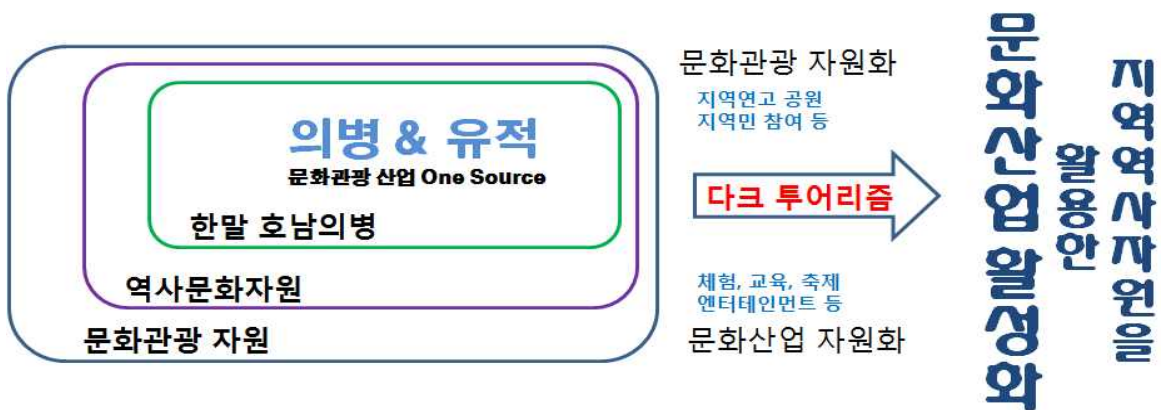 의병 & 유적
문화관광 산업 One Source
한말 호남의병
역사문화자원
문화관광 자원
문화관광 자원화
지역연고 공원
지역민 참여 등
다크 투어리즘
체험, 교육, 축제
엔터테인먼트 등
문화산업 자원화
지역역사자원을
활용한
문화산업 활성화